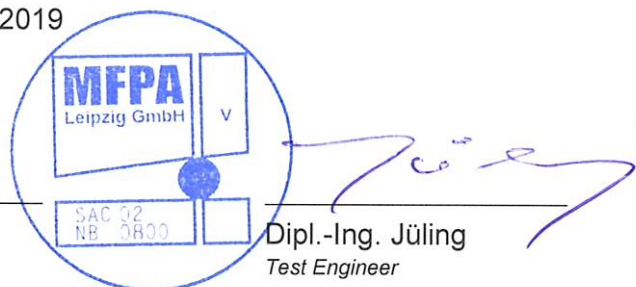 2019
MFPA
Leipzig GmbH
V
SAC 02
NB 0800
Dipl.-Ing. Jüling
Test Engineer